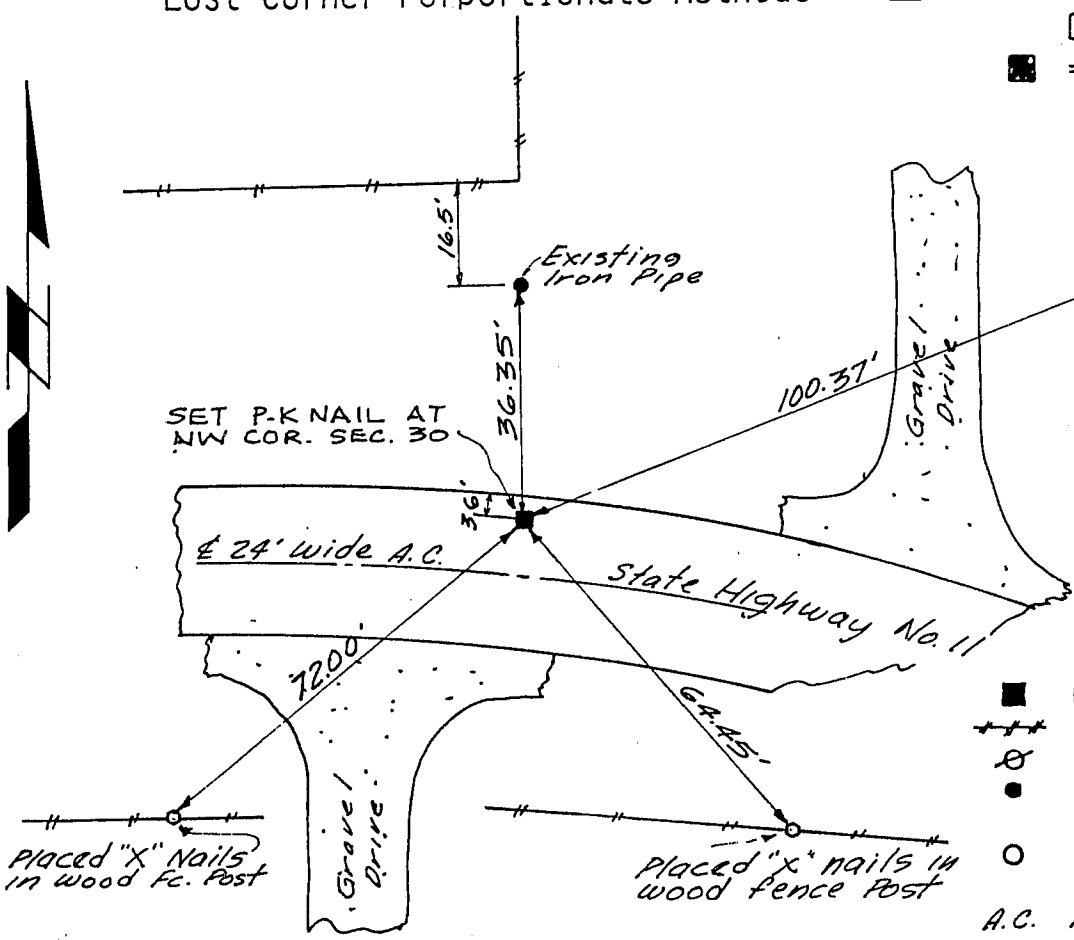 Lost Corner Porportionate Methods
16.5'
Existing
Iron Pipe
36.35'
100.37'
Gravel
Drive
SET P-K NAIL AT
NW COR. SEC. 30
3.6'
℄ 24' wide A.C.
State Highway No. 11
72.00'
64.45'
Gravel
Drive
Placed "X" Nails
in wood Fc. Post
Placed "X" nails in
wood fence Post
A.C.